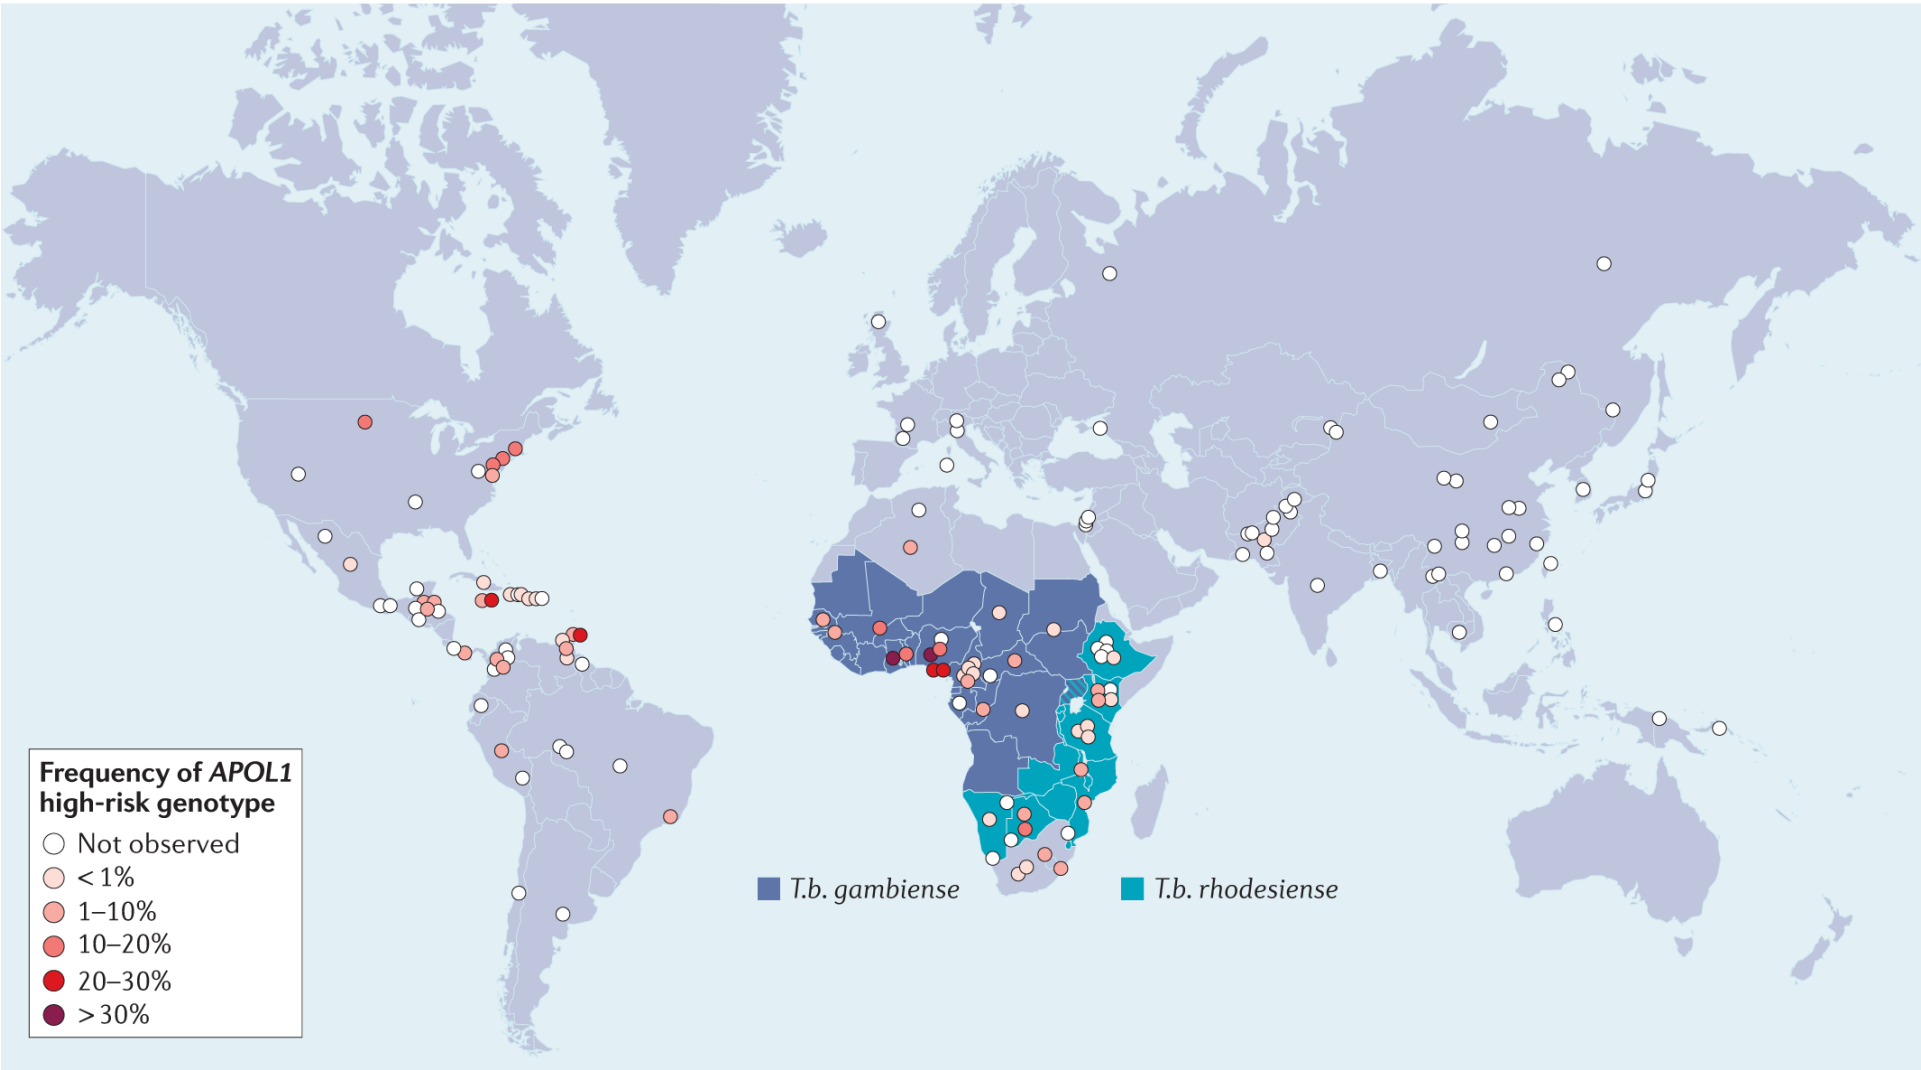 Frequency of APOL1
high-risk genotype
Not observed
< 1%
1–10%
10–20%
20–30%
> 30%
T.b. gambiense
T.b. rhodesiense